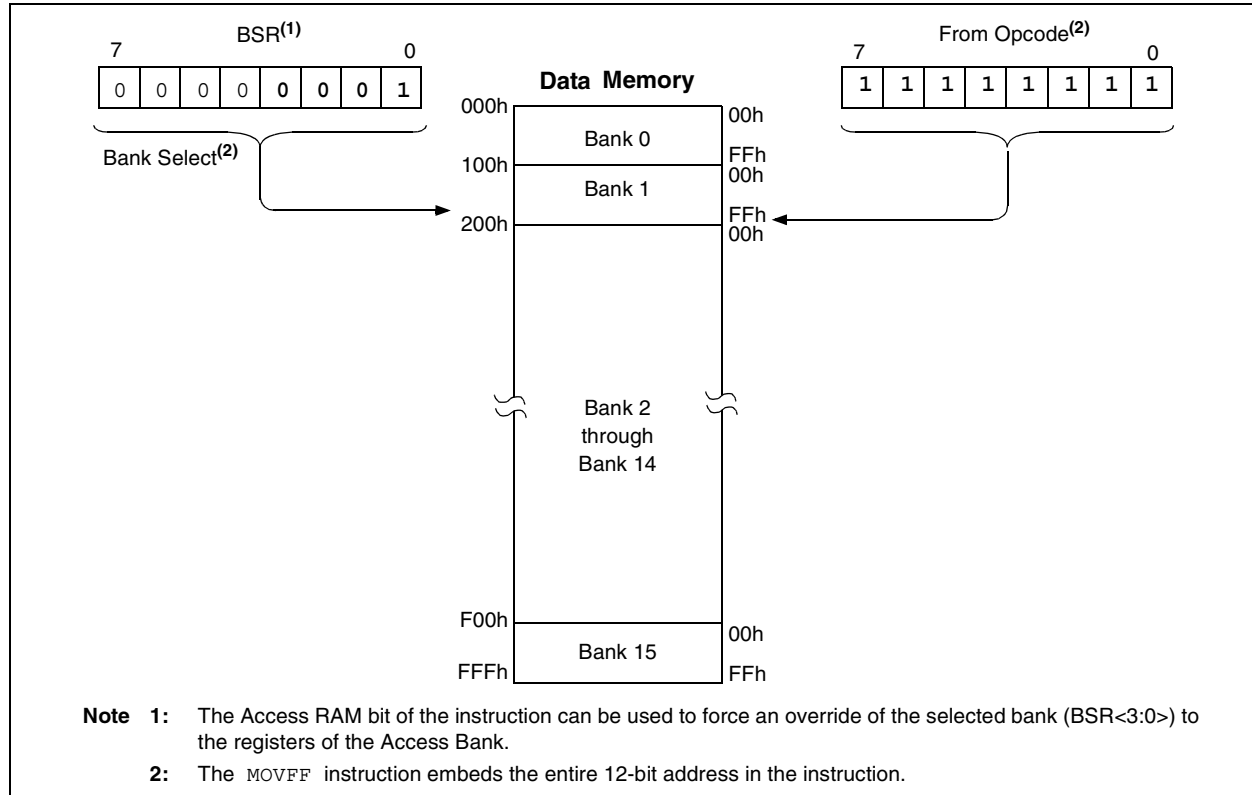 BSR(1)
7 0
0 0 0 0 0 0 0 1
Bank Select(2)
From Opcode(2)
7 0
1 1 1 1 1 1 1 1
Data Memory
000h
00h
Bank 0
FFh
100h
00h
Bank 1
FFh
200h
00h
Bank 2
through
Bank 14
F00h
00h
Bank 15
FFFh
FFh
Note 1: The Access RAM bit of the instruction can be used to force an override of the selected bank (BSR<3:0>) to
the registers of the Access Bank.
2: The MOVFF instruction embeds the entire 12-bit address in the instruction.